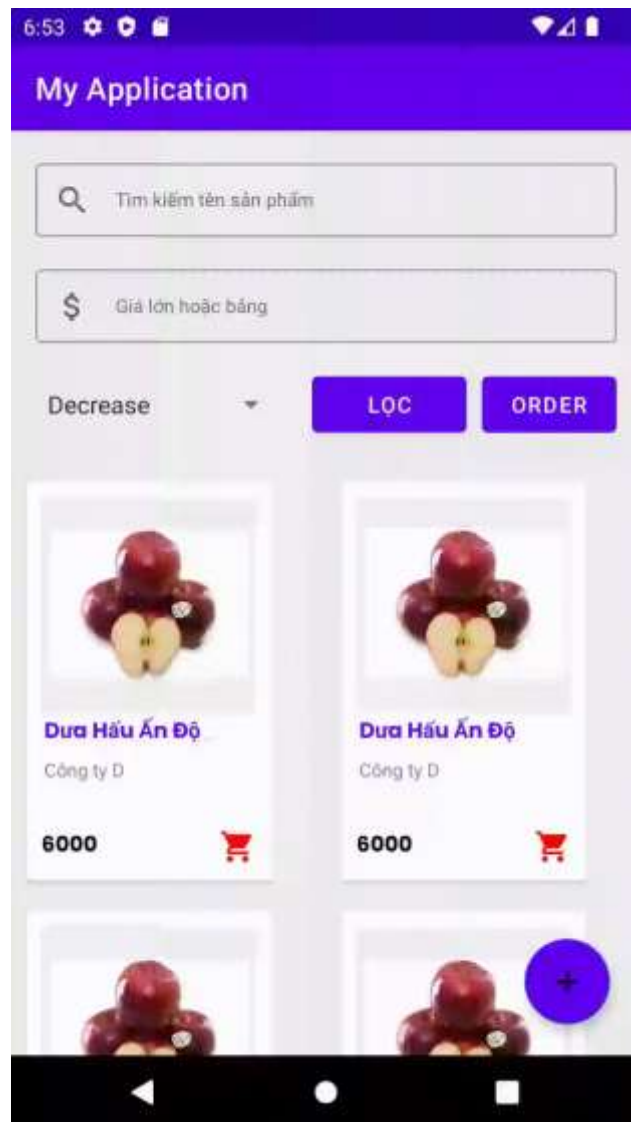 6:53
My Application
Tìm kiếm tên sản phẩm
Giá lớn hoặc bằng
Decrease
LỌC
ORDER
Dưa Hấu Ấn Độ
Công ty D
6000
Dưa Hấu Ấn Độ
Công ty D
6000